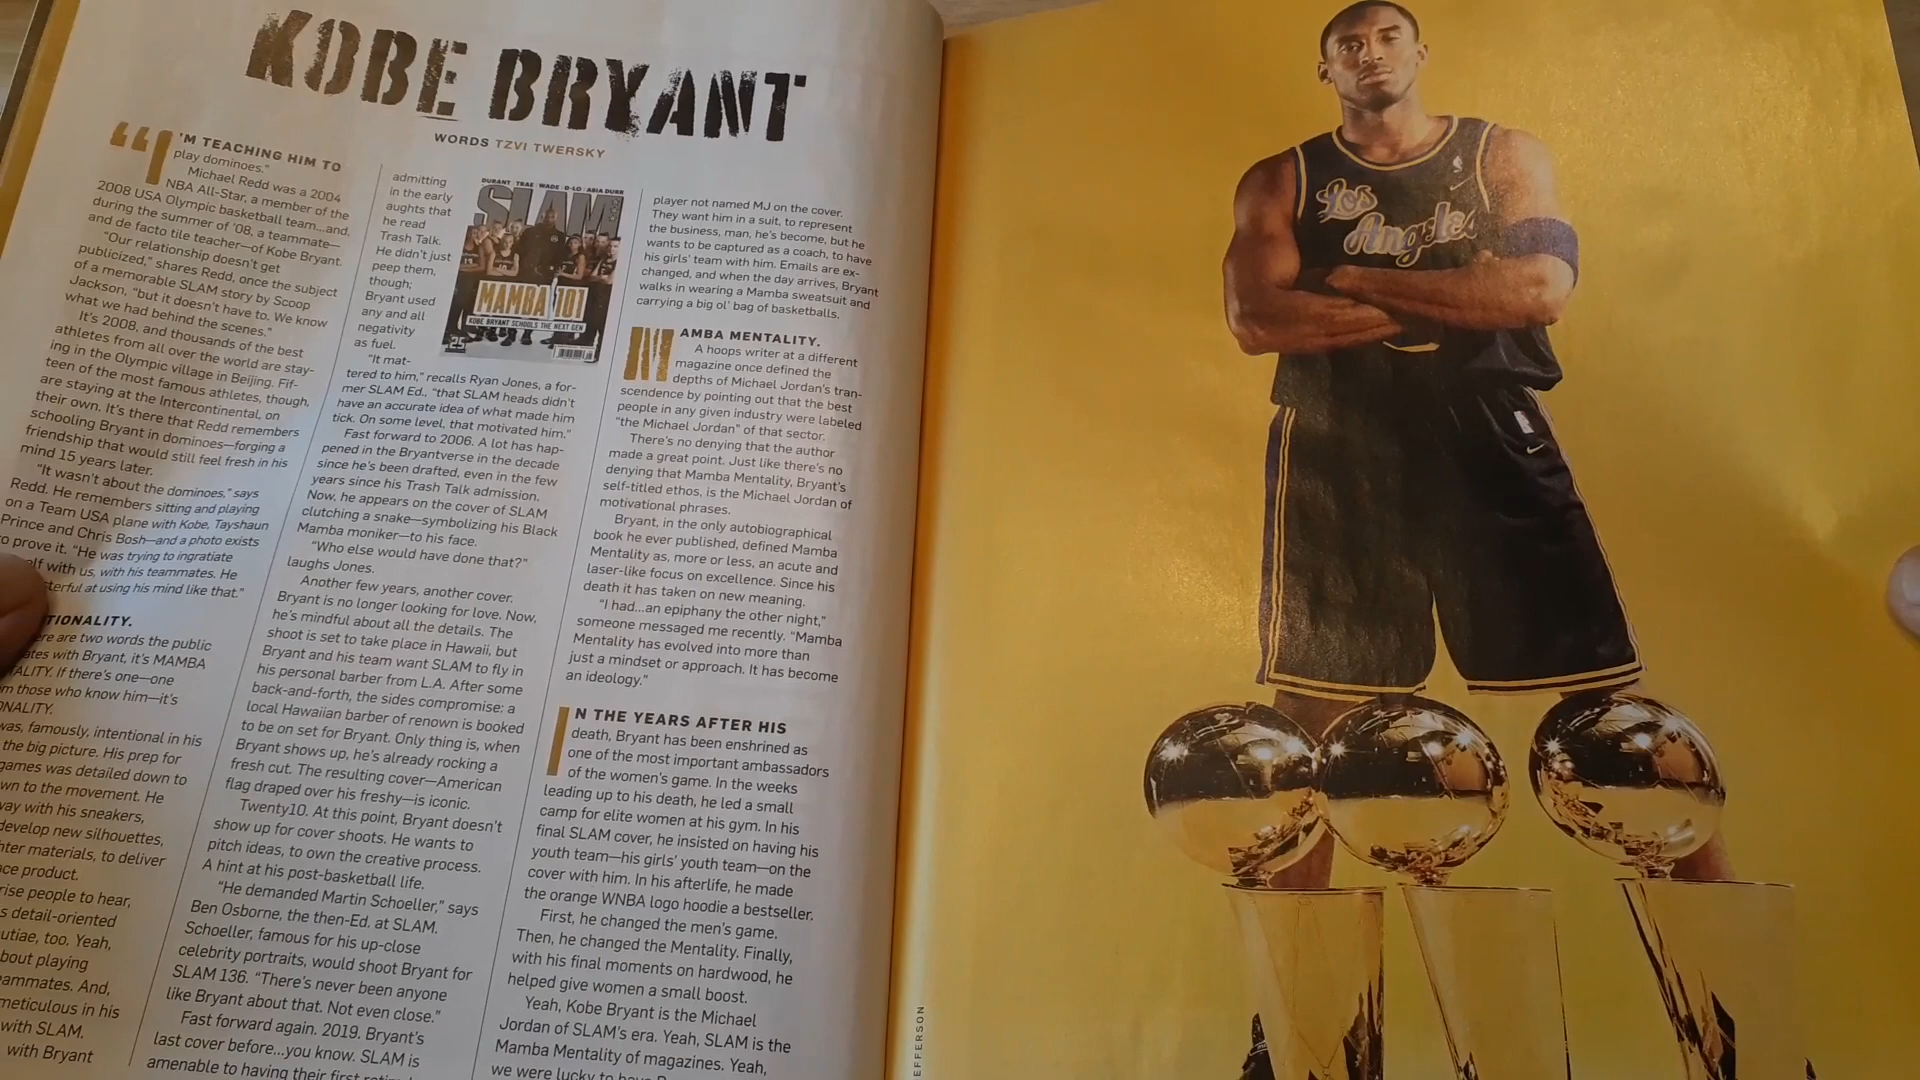 KOBE BRYANT
WORDS TZVI TWERSKY
“I’M TEACHING HIM TO
play dominoes.”
Michael Redd was a 2004
NBA All-Star, a member of the
2008 USA Olympic basketball team...and,
during the summer of ’08, a teammate—
and de facto tile teacher—of Kobe Bryant.
“Our relationship doesn’t get
publicized,” shares Redd, once the subject
of a memorable SLAM story by Scoop
Jackson, “but it doesn’t have to. We know
what we had behind the scenes.”
It’s 2008, and thousands of the best
athletes from all over the world are stay-
ing in the Olympic village in Beijing. Fif-
teen of the most famous athletes, though,
are staying at the Intercontinental, on
their own. It’s there that Redd remembers
schooling Bryant in dominoes—forging a
friendship that would still feel fresh in his
mind 15 years later.
“It wasn’t about the dominoes,” says
Redd. He remembers sitting and playing
on a Team USA plane with Kobe, Tayshaun
Prince and Chris Bosh—and a photo exists
to prove it. “He was trying to ingratiate
with us, with his teammates. He
at using his mind like that.”
TIONALITY.
are two words the public
with Bryant, it’s MAMBA
If there’s one—one
those who know him—it’s
was, famously, intentional in his
the big picture. His prep for
games was detailed down to
to the movement. He
way with his sneakers,
develop new silhouettes,
materials, to deliver
product.
people to hear,
detail-oriented
too. Yeah,
about playing
And,
meticulous in his
with SLAM.
with Bryant
admitting
in the early
aughts that
he read
Trash Talk.
He didn’t just
peep them,
though;
Bryant used
any and all
negativity
as fuel.
“It mat-
tered to him,” recalls Ryan Jones, a for-
mer SLAM Ed., “that SLAM heads didn’t
have an accurate idea of what made him
tick. On some level, that motivated him.”
Fast forward to 2006. A lot has hap-
pened in the Bryantverse in the decade
since he’s been drafted, even in the few
years since his Trash Talk admission.
Now, he appears on the cover of SLAM
clutching a snake—symbolizing his Black
Mamba moniker—to his face.
“Who else would have done that?”
laughs Jones.
Another few years, another cover.
Bryant is no longer looking for love. Now,
he’s mindful about all the details. The
shoot is set to take place in Hawaii, but
Bryant and his team want SLAM to fly in
his personal barber from L.A. After some
back-and-forth, the sides compromise: a
local Hawaiian barber of renown is booked
to be on set for Bryant. Only thing is, when
Bryant shows up, he’s already rocking a
fresh cut. The resulting cover—American
flag draped over his freshy—is iconic.
Twenty10. At this point, Bryant doesn’t
show up for cover shoots. He wants to
pitch ideas, to own the creative process.
A hint at his post-basketball life.
“He demanded Martin Schoeller,” says
Ben Osborne, the then-Ed. at SLAM.
Schoeller, famous for his up-close
celebrity portraits, would shoot Bryant for
SLAM 136. “There’s never been anyone
like Bryant about that. Not even close.”
Fast forward again. 2019. Bryant’s
last cover before...you know. SLAM is
amenable to having their first
DURANT TRAE WADE D-LO ASIA DURR
SLAM
MAMBA 101
KOBE BRYANT SCHOOLS THE NEXT GEN
25
player not named MJ on the cover.
They want him in a suit, to represent
the business, man, he’s become, but he
wants to be captured as a coach, to have
his girls’ team with him. Emails are ex-
changed, and when the day arrives, Bryant
walks in wearing a Mamba sweatsuit and
carrying a big ol’ bag of basketballs.
MAMBA MENTALITY.
A hoops writer at a different
magazine once defined the
depths of Michael Jordan’s tran-
scendence by pointing out that the best
people in any given industry were labeled
“the Michael Jordan” of that sector.
There’s no denying that the author
made a great point. Just like there’s no
denying that Mamba Mentality, Bryant’s
self-titled ethos, is the Michael Jordan of
motivational phrases.
Bryant, in the only autobiographical
book he ever published, defined Mamba
Mentality as, more or less, an acute and
laser-like focus on excellence. Since his
death it has taken on new meaning.
“I had...an epiphany the other night,”
someone messaged me recently. “Mamba
Mentality has evolved into more than
just a mindset or approach. It has become
an ideology.”
IN THE YEARS AFTER HIS
death, Bryant has been enshrined as
one of the most important ambassadors
of the women’s game. In the weeks
leading up to his death, he led a small
camp for elite women at his gym. In his
final SLAM cover, he insisted on having his
youth team—his girls’ youth team—on the
cover with him. In his afterlife, he made
the orange WNBA logo hoodie a bestseller.
First, he changed the men’s game.
Then, he changed the Mentality. Finally,
with his final moments on hardwood, he
helped give women a small boost.
Yeah, Kobe Bryant is the Michael
Jordan of SLAM’s era. Yeah, SLAM is the
Mamba Mentality of magazines. Yeah,
we were lucky to have
Los
Angeles
EFFERSON